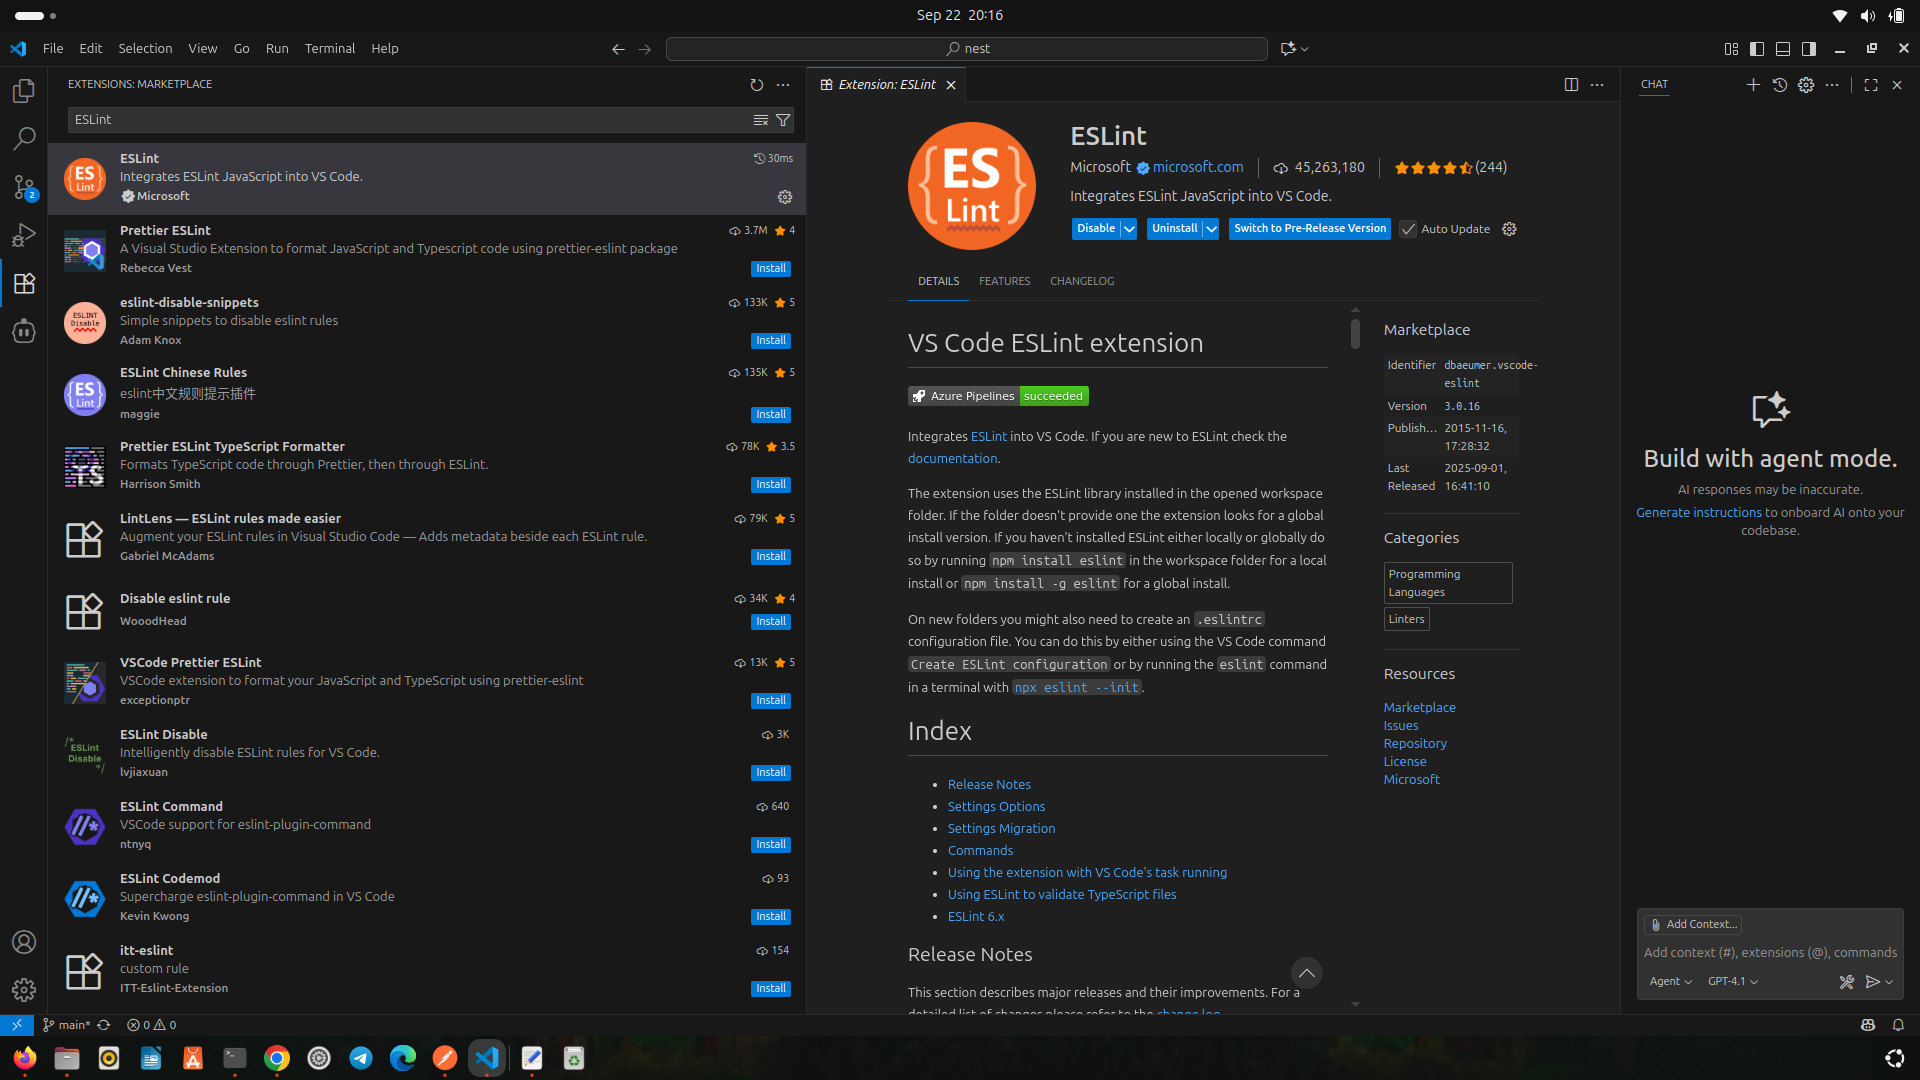 Sep 22 20:16
File Edit Selection View Go Run Terminal Help
nest
EXTENSIONS: MARKETPLACE
ESLint
ESLint
30ms
Integrates ESLint JavaScript into VS Code.
Microsoft
Prettier ESLint
3.7M 4
A Visual Studio Extension to format JavaScript and Typescript code using prettier-eslint package
Rebecca Vest
Install
eslint-disable-snippets
133K 5
Simple snippets to disable eslint rules
Adam Knox
Install
ESLint Chinese Rules
135K 5
eslint中文规则提示插件
maggie
Install
Prettier ESLint TypeScript Formatter
78K 3.5
Formats TypeScript code through Prettier, then through ESLint.
Harrison Smith
Install
LintLens — ESLint rules made easier
79K 5
Augment your ESLint rules in Visual Studio Code — Adds metadata beside each ESLint rule.
Gabriel McAdams
Install
Disable eslint rule
34K 4
WooodHead
Install
VSCode Prettier ESLint
13K 5
VSCode extension to format your JavaScript and TypeScript using prettier-eslint
exceptionptr
Install
ESLint Disable
3K
Intelligently disable ESLint rules for VS Code.
lvjiaxuan
Install
ESLint Command
640
VSCode support for eslint-plugin-command
ntnyq
Install
ESLint Codemod
93
Supercharge eslint-plugin-command in VS Code
Kevin Kwong
Install
itt-eslint
154
custom rule
ITT-Eslint-Extension
Install
Extension: ESLint
{ES
Lint}
ESLint
Microsoft microsoft.com 45,263,180 (244)
Integrates ESLint JavaScript into VS Code.
Disable Uninstall Switch to Pre-Release Version Auto Update
DETAILS FEATURES CHANGELOG
VS Code ESLint extension
Azure Pipelines succeeded
Integrates ESLint into VS Code. If you are new to ESLint check the
documentation.
The extension uses the ESLint library installed in the opened workspace
folder. If the folder doesn't provide one the extension looks for a global
install version. If you haven't installed ESLint either locally or globally do
so by running npm install eslint in the workspace folder for a local
install or npm install -g eslint for a global install.
On new folders you might also need to create an .eslintrc
configuration file. You can do this by either using the VS Code command
Create ESLint configuration or by running the eslint command
in a terminal with npx eslint --init.
Index
• Release Notes
• Settings Options
• Settings Migration
• Commands
• Using the extension with VS Code's task running
• Using ESLint to validate TypeScript files
• ESLint 6.x
Release Notes
This section describes major releases and their improvements. For a
detailed list of changes please refer to the change log
Marketplace
Identifier dbaeumer.vscode-
eslint
Version 3.0.16
Publish... 2015-11-16,
17:28:32
Last 2025-09-01,
Released 16:41:10
Categories
Programming
Languages
Linters
Resources
Marketplace
Issues
Repository
License
Microsoft
CHAT
Build with agent mode.
AI responses may be inaccurate.
Generate instructions to onboard AI onto your
codebase.
Add Context...
Add context (#), extensions (@), commands
Agent GPT-4.1
2
main* 0 0